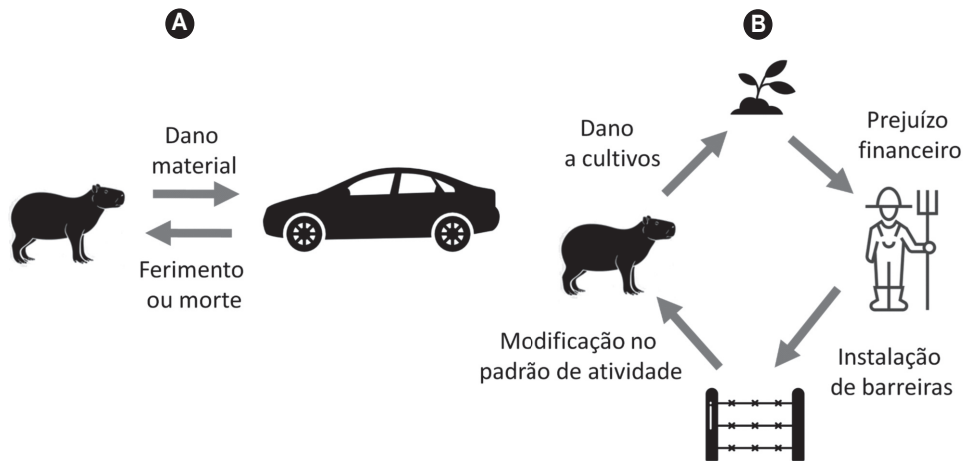 A
Dano
material
Ferimento
ou morte
B
Dano
a cultivos
Prejuízo
financeiro
Modificação no
padrão de atividade
Instalação
de barreiras